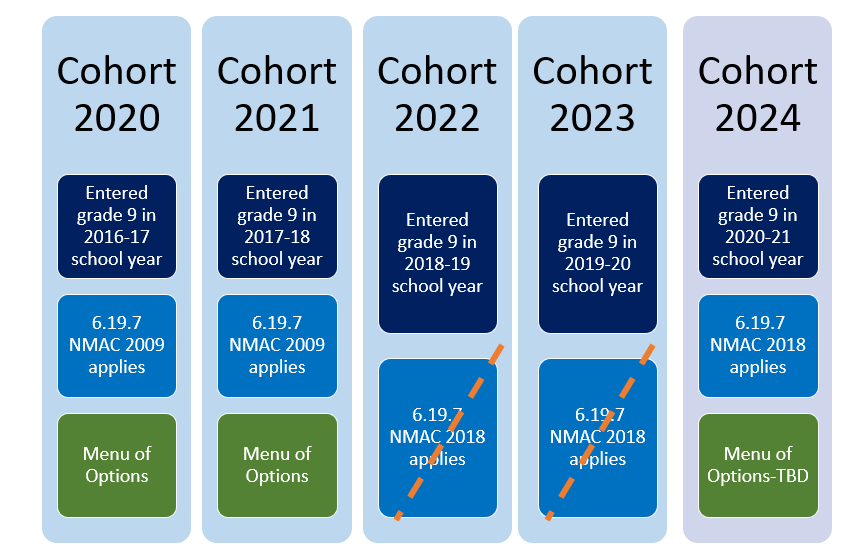 Cohort
2020
Entered
grade 9 in
2016-17
school year
6.19.7
NMAC 2009
applies
Menu of
Options
Cohort
2021
Entered
grade 9 in
2017-18
school year
6.19.7
NMAC 2009
applies
Menu of
Options
Cohort
2022
Entered
grade 9 in
2018-19
school year
6.19.7
NMAC 2018
applies
Cohort
2023
Entered
grade 9 in
2019-20
school year
6.19.7
NMAC 2018
applies
Cohort
2024
Entered
grade 9 in
2020-21
school year
6.19.7
NMAC 2018
applies
Menu of
Options-TBD